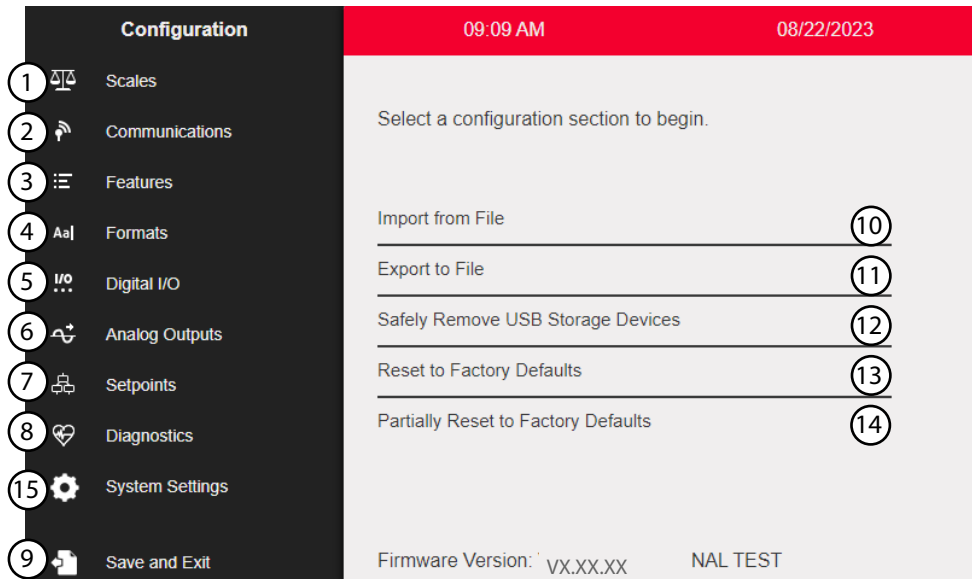 Configuration 09:09 AM 08/22/2023
1 Scales
2 Communications
3 Features
4 Aa Formats
5 I/O Digital I/O
6 Analog Outputs
7 Setpoints
8 Diagnostics
15 System Settings
9 Save and Exit
Select a configuration section to begin.
Import from File 10
Export to File 11
Safely Remove USB Storage Devices 12
Reset to Factory Defaults 13
Partially Reset to Factory Defaults 14
Firmware Version: VX.XX.XX NAL TEST